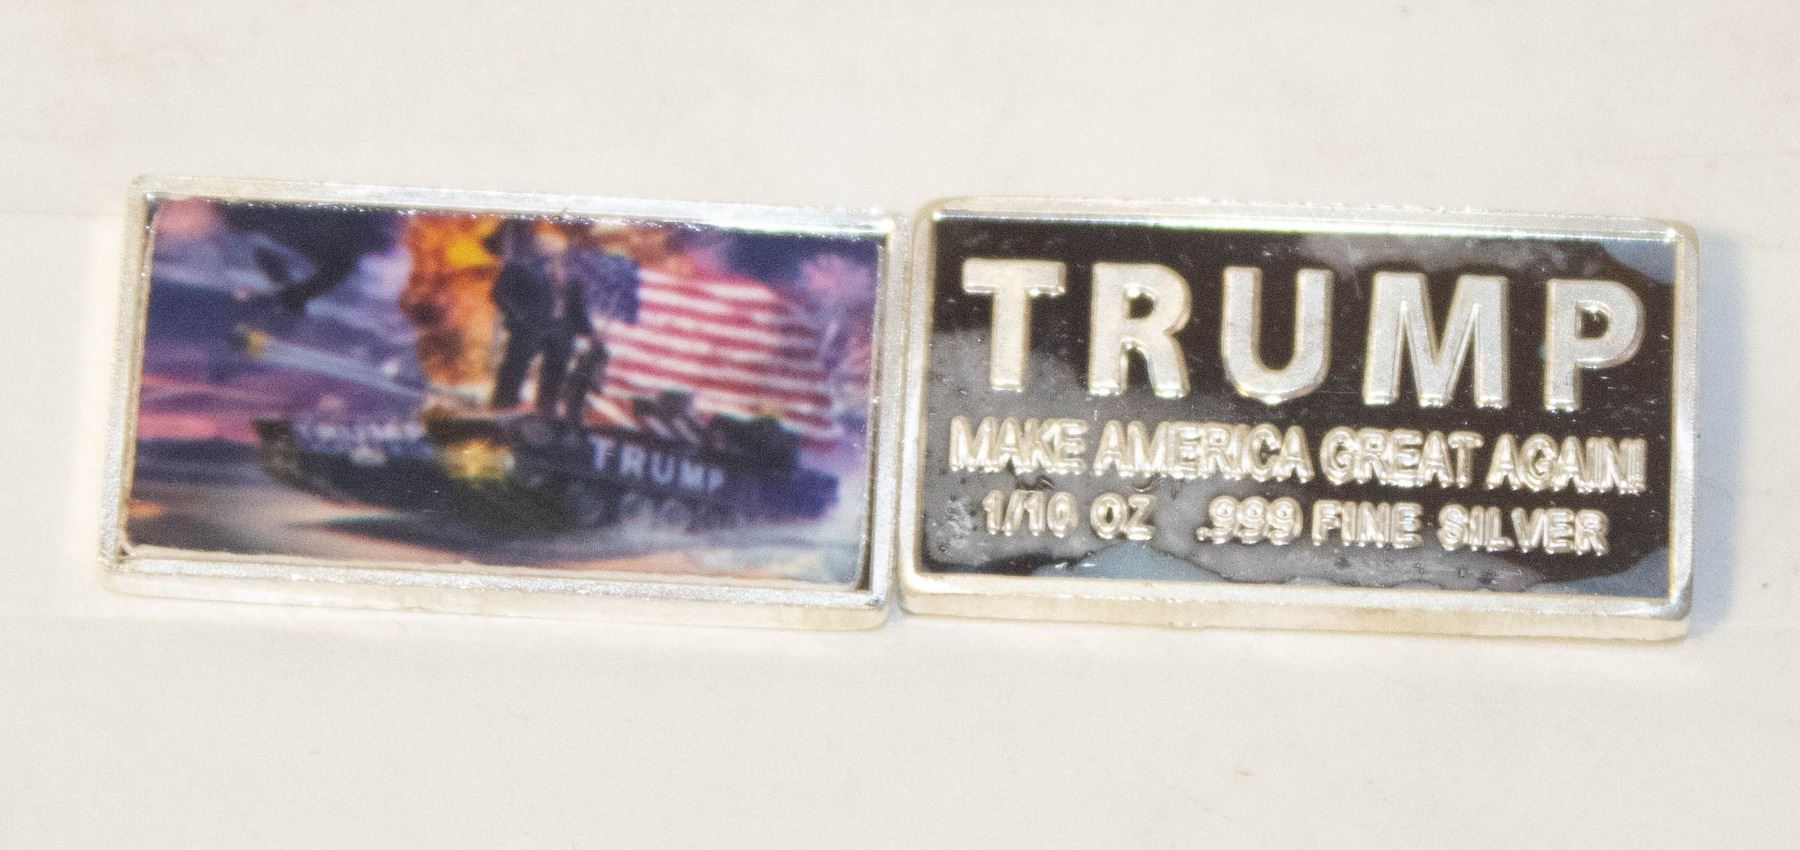 TRUMP
TRUMP
MAKE AMERICA GREAT AGAIN!
1/10 OZ .999 FINE SILVER